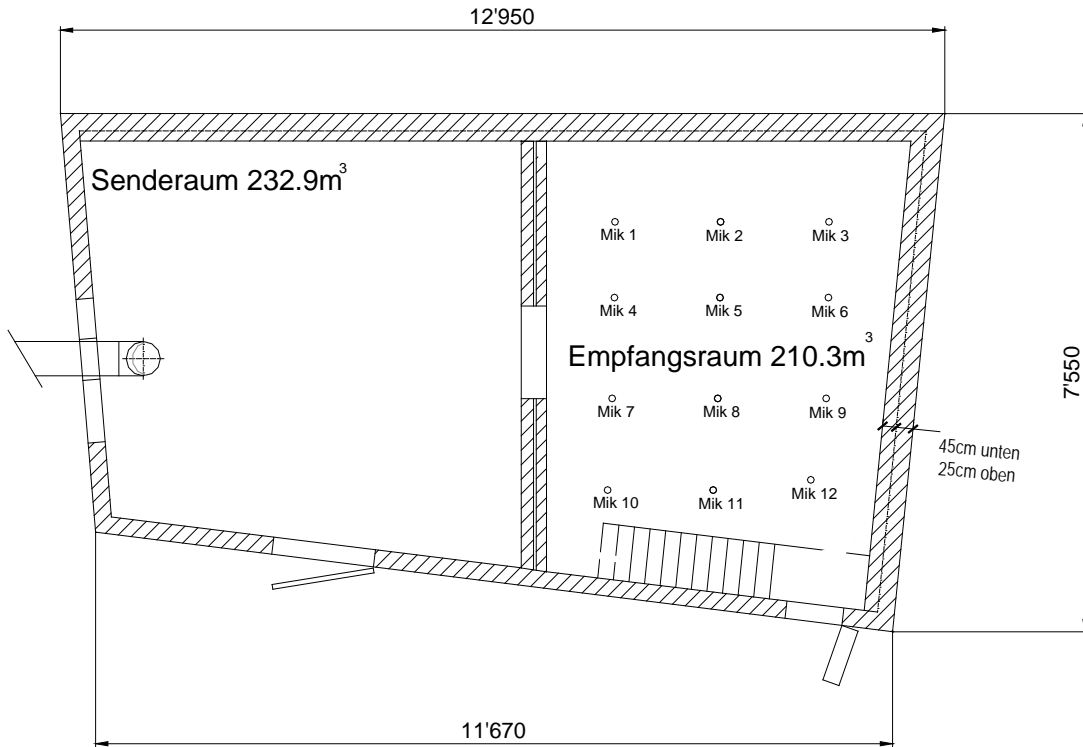 12'950
Senderaum 232.9m³
Mik 1 Mik 2 Mik 3
Mik 4 Mik 5 Mik 6
Empfangsraum 210.3m³
7'550
Mik 7 Mik 8 Mik 9
45cm unten
25cm oben
Mik 10 Mik 11 Mik 12
11'670